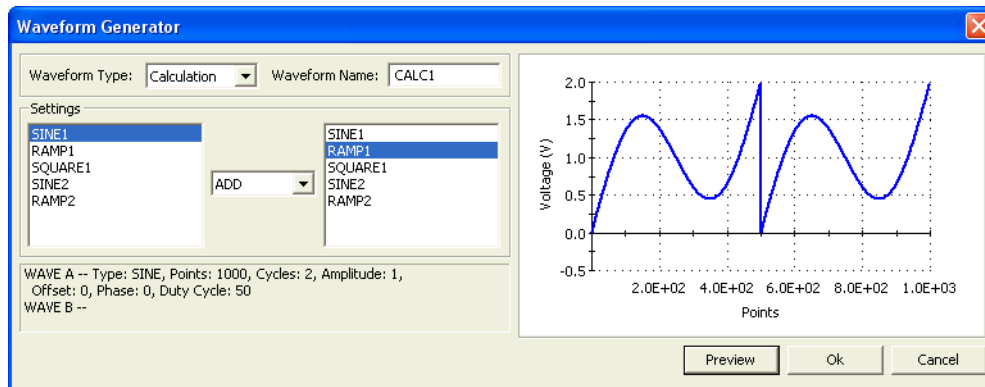 Waveform Generator
Waveform Type: Calculation Waveform Name: CALC1
Settings
SINE1
RAMP1
SQUARE1
SINE2
RAMP2
ADD
SINE1
RAMP1
SQUARE1
SINE2
RAMP2
WAVE A -- Type: SINE, Points: 1000, Cycles: 2, Amplitude: 1,
Offset: 0, Phase: 0, Duty Cycle: 50
WAVE B --
Voltage (V)
2.0
1.5
1.0
0.5
0.0
-0.5
2.0E+02 4.0E+02 6.0E+02 8.0E+02 1.0E+03
Points
Preview Ok Cancel